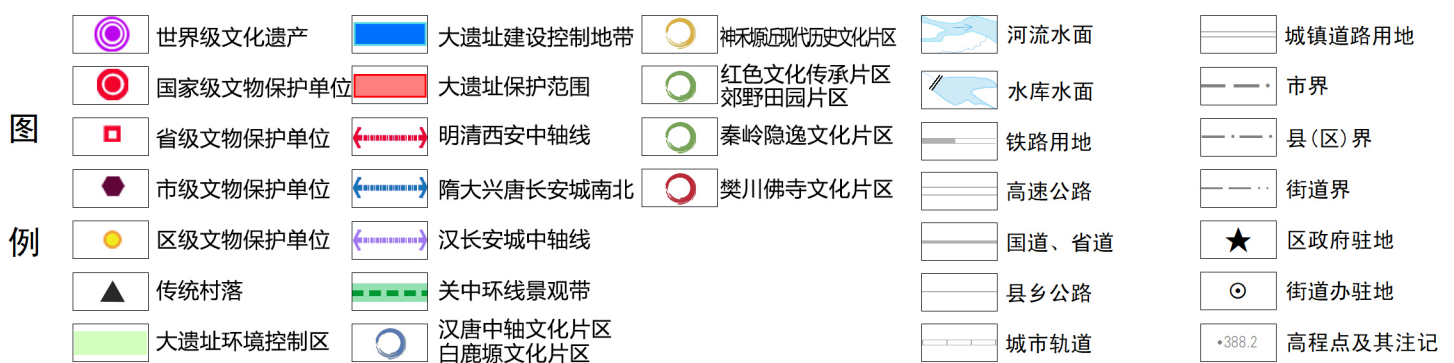 图
例
世界级文化遗产
国家级文物保护单位
省级文物保护单位
市级文物保护单位
区级文物保护单位
传统村落
大遗址环境控制区
大遗址建设控制地带
大遗址保护范围
明清西安中轴线
隋大兴唐长安城南北
汉长安城中轴线
关中环线景观带
汉唐中轴文化片区
白鹿塬文化片区
神禾塬近现代历史文化片区
红色文化传承片区
郊野田园片区
秦岭隐逸文化片区
樊川佛寺文化片区
河流水面
水库水面
铁路用地
高速公路
国道、省道
县乡公路
城市轨道
城镇道路用地
市界
县(区)界
街道界
区政府驻地
街道办驻地
•388.2
高程点及其注记